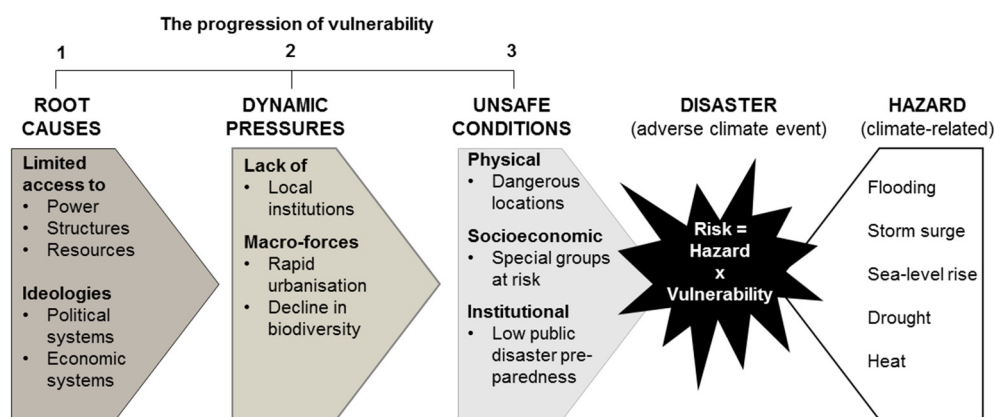 The progression of vulnerability
1
2
3
ROOT
CAUSES
Limited
access to
• Power
• Structures
• Resources
Ideologies
• Political
systems
• Economic
systems
DYNAMIC
PRESSURES
Lack of
• Local
institutions
Macro-forces
• Rapid
urbanisation
• Decline in
biodiversity
UNSAFE
CONDITIONS
Physical
• Dangerous
locations
Socioeconomic
• Special groups
at risk
Institutional
• Low public
disaster pre-
paredness
DISASTER
(adverse climate event)
Risk =
Hazard
x
Vulnerability
HAZARD
(climate-related)
Flooding
Storm surge
Sea-level rise
Drought
Heat